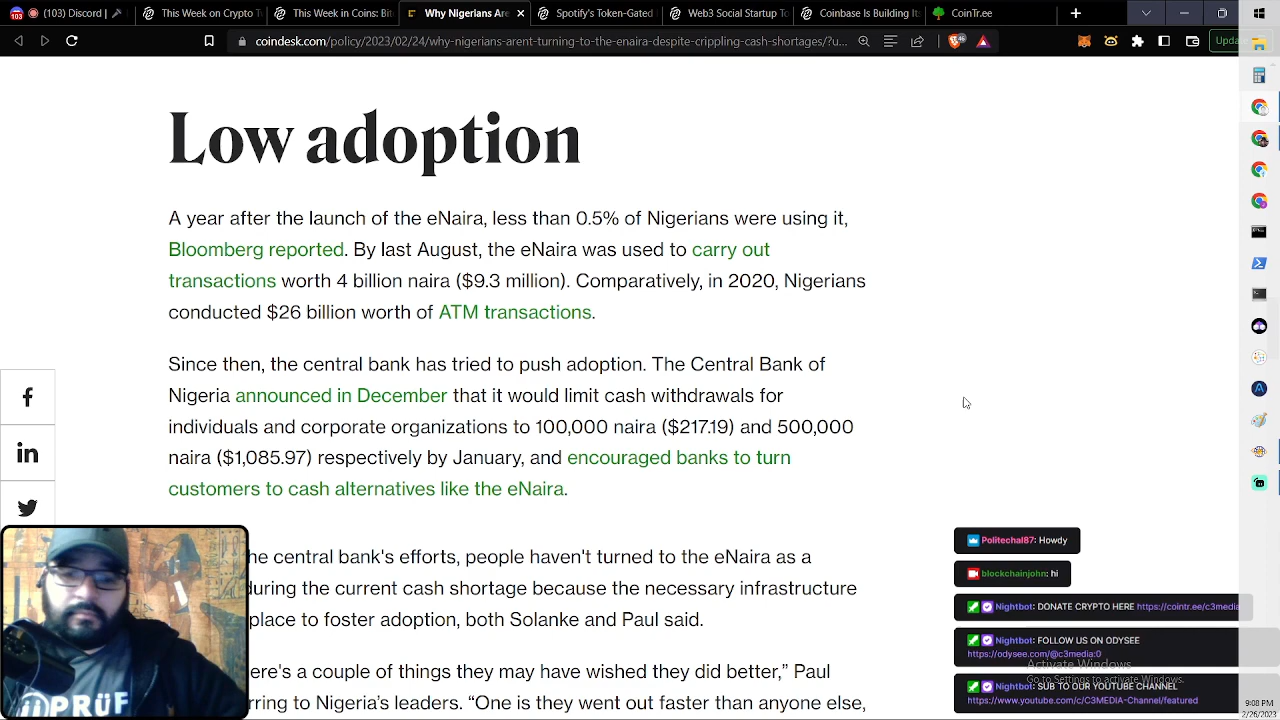 103
(103) Discord |
This Week on Crypto T
This Week in Coins Bit
Why Nigerians Are
Spotify's Token-Gated
Web3 Social Startup T
Coinbase Is Building It
CoinTr.ee
coindesk.com/policy/2023/02/24/why-nigerians-arent-turning-to-the-enaira-despite-crippling-cash-shortages/?u...
46
Upda
Low adoption
A year after the launch of the eNaira, less than 0.5% of Nigerians were using it,
Bloomberg reported. By last August, the eNaira was used to carry out
transactions worth 4 billion naira ($9.3 million). Comparatively, in 2020, Nigerians
conducted $26 billion worth of ATM transactions.
Since then, the central bank has tried to push adoption. The Central Bank of
Nigeria announced in December that it would limit cash withdrawals for
individuals and corporate organizations to 100,000 naira ($217.19) and 500,000
naira ($1,085.97) respectively by January, and encouraged banks to turn
customers to cash alternatives like the eNaira.
he central bank's efforts, people haven't turned to the eNaira as a
during the current cash shortage because the necessary infrastructure
place to foster adoption, both Solanke and Paul said.
ere's a couple of things they may have wished they did better,” Paul
rring to Nigeria's leaders. “One is they went out faster than anyone else,
PRÜF
Politechal87: Howdy
blockchainjohn: hi
Nightbot: DONATE CRYPTO HERE https://cointr.ee/c3media
Nightbot: FOLLOW US ON ODYSEE
https://odysee.com/@c3media:0
Activate Windows
Go to Settings to activate Windows.
Nightbot: SUB TO OUR YOUTUBE CHANNEL
https://www.youtube.com/c/C3MEDIA-Channel/featured
9:08 PM
2/26/2023